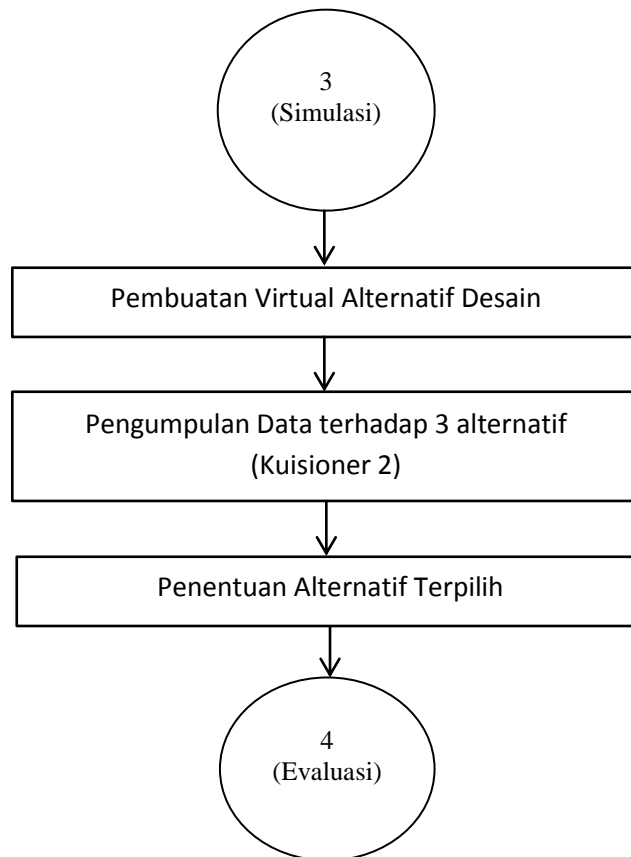 3
(Simulasi)
Pembuatan Virtual Alternatif Desain
Pengumpulan Data terhadap 3 alternatif
(Kuisioner 2)
Penentuan Alternatif Terpilih
4
(Evaluasi)